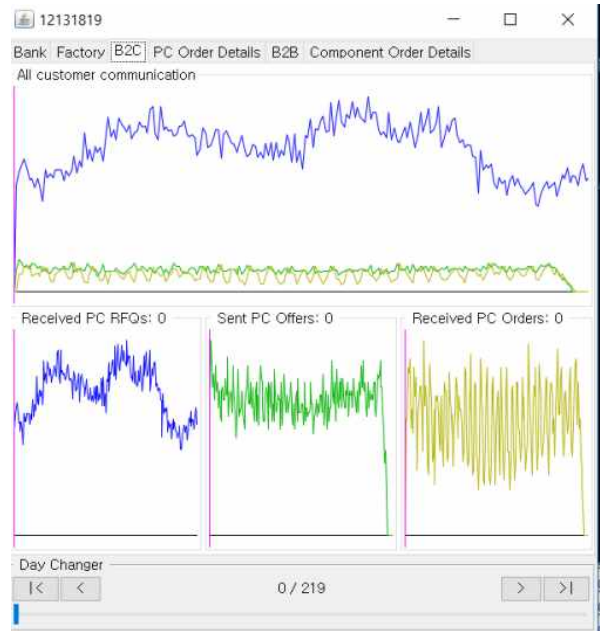 12131819
Bank Factory B2C PC Order Details B2B Component Order Details
All customer communication
Received PC RFQs: 0 Sent PC Offers: 0 Received PC Orders: 0
Day Changer
|< < 0 / 219 > >|